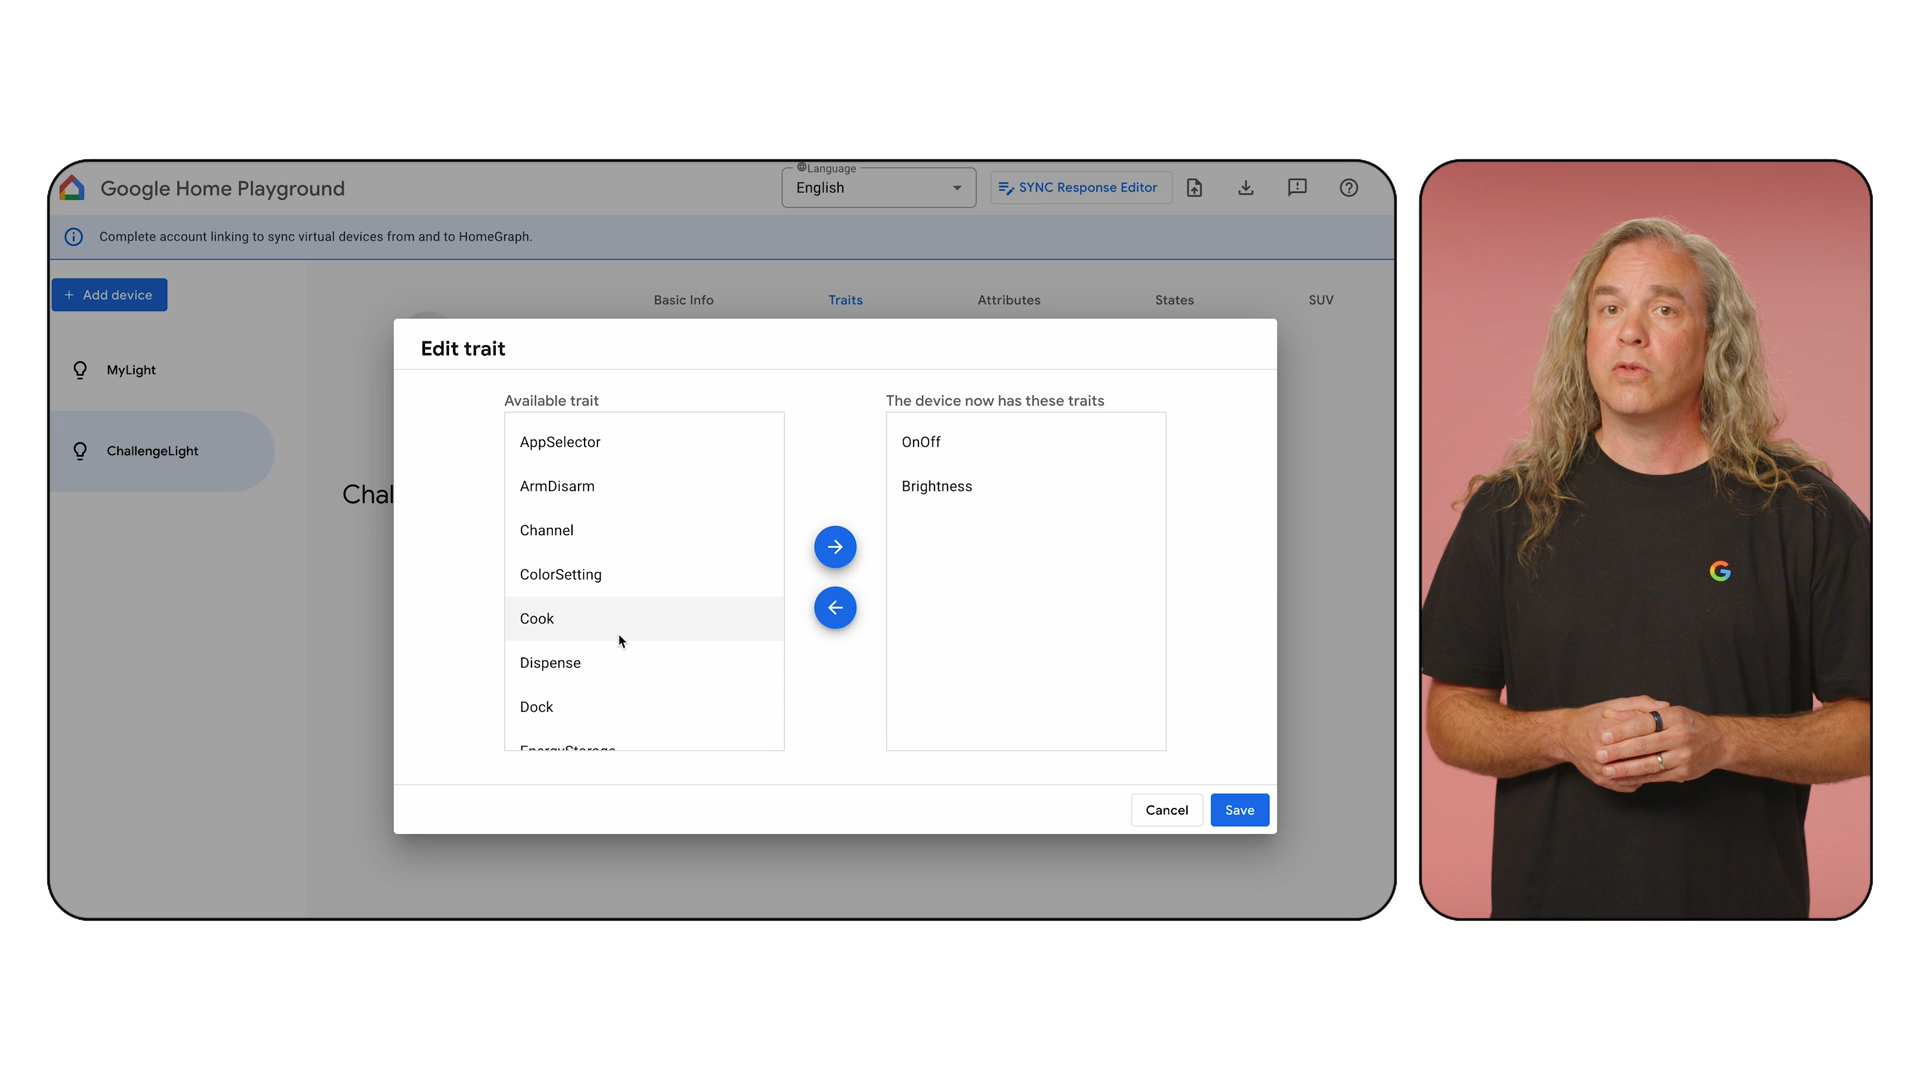 Google Home Playground
Language
English
SYNC Response Editor
Complete account linking to sync virtual devices from and to HomeGraph.
+ Add device
Basic Info
Traits
Attributes
States
SUV
MyLight
ChallengeLight
Chal
Edit trait
Available trait
AppSelector
ArmDisarm
Channel
ColorSetting
Cook
Dispense
Dock
EnergyStorage
The device now has these traits
OnOff
Brightness
Cancel
Save
G